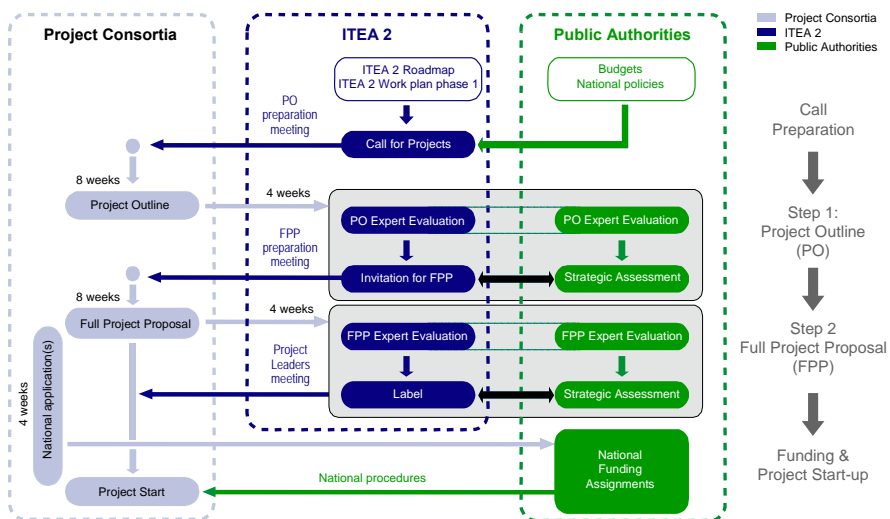 Project Consortia
ITEA 2
Public Authorities
Project Consortia
ITEA 2
Public Authorities
ITEA 2 Roadmap
ITEA 2 Work plan phase 1
Budgets
National policies
PO
preparation
meeting
Call for Projects
Call
Preparation
8 weeks
4 weeks
Project Outline
PO Expert Evaluation
PO Expert Evaluation
Step 1:
Project Outline
(PO)
FPP
preparation
meeting
Invitation for FPP
Strategic Assessment
8 weeks
4 weeks
Full Project Proposal
FPP Expert Evaluation
FPP Expert Evaluation
Step 2
Full Project Proposal
(FPP)
Project
Leaders
meeting
Label
Strategic Assessment
4 weeks
National application(s)
National
Funding
Assignments
Funding &
Project Start-up
National procedures
Project Start